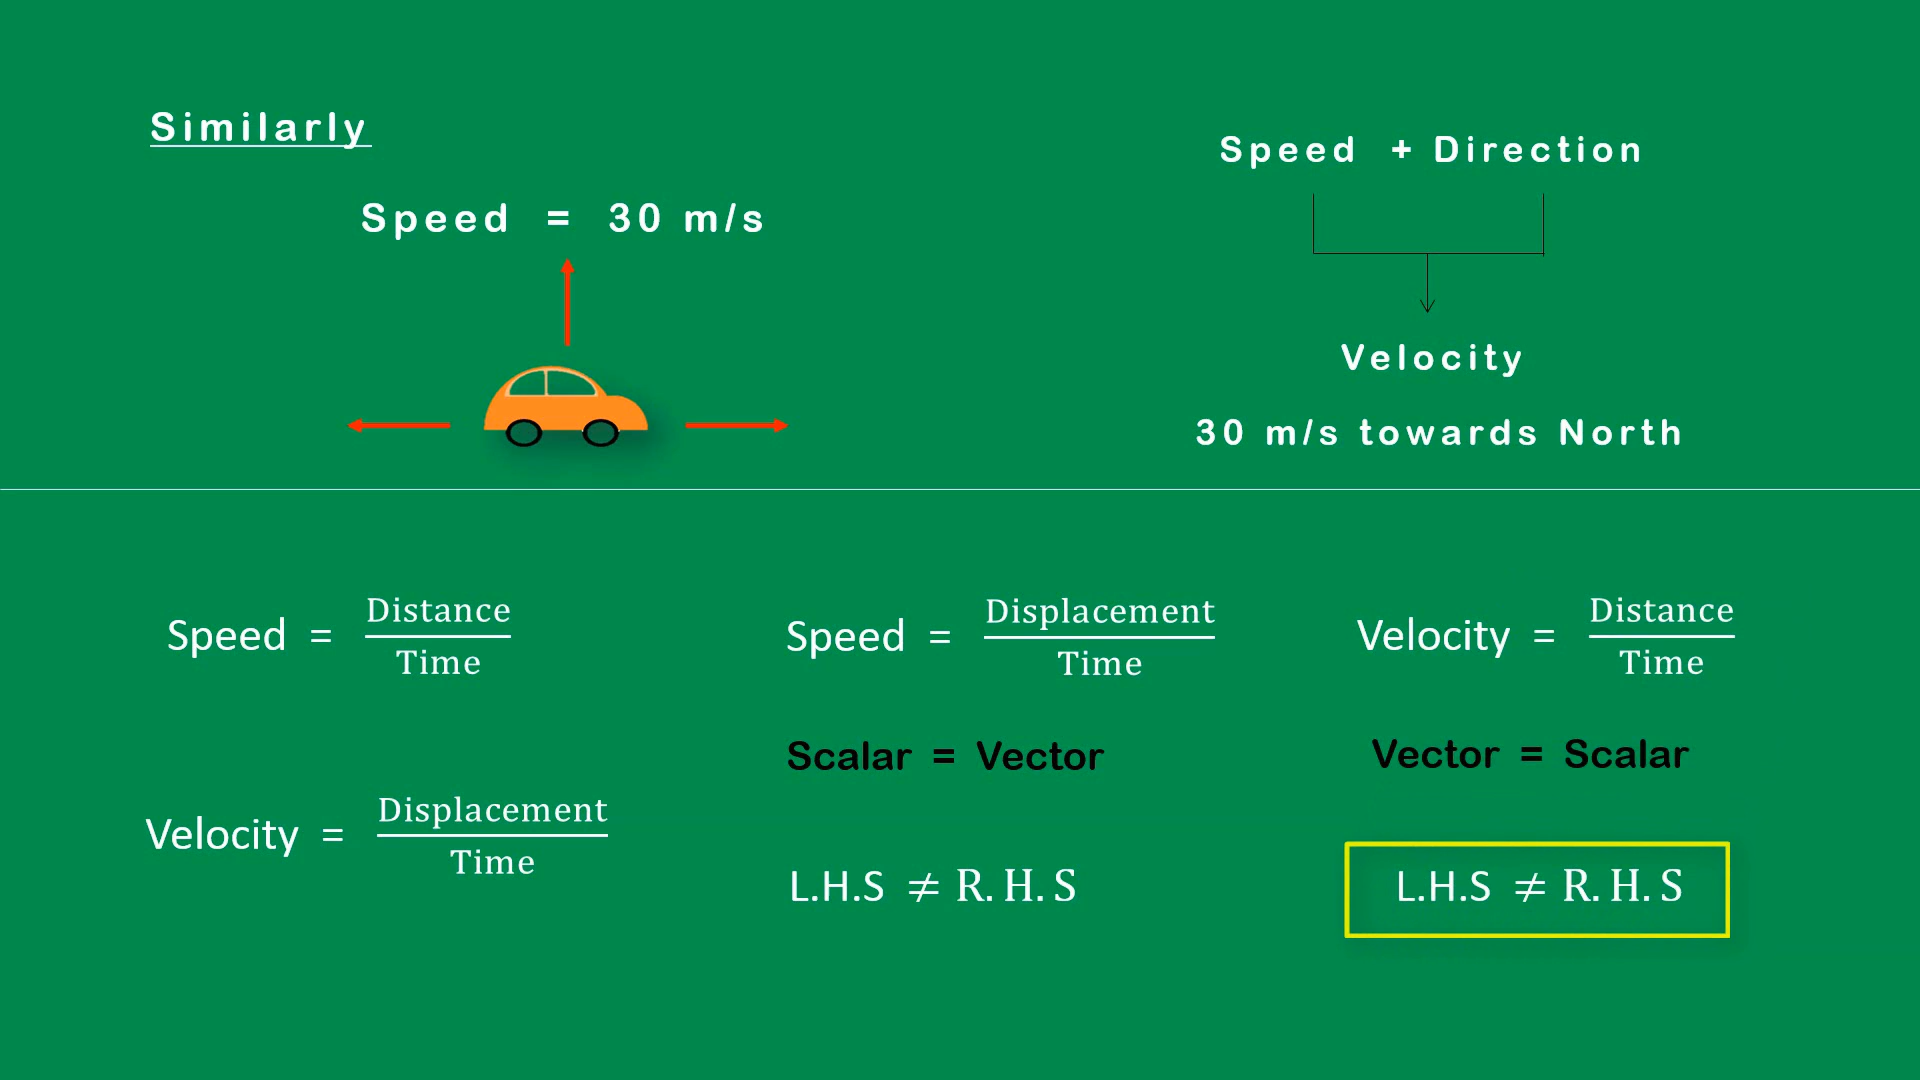 Similarly
Speed = 30 m/s
Speed + Direction
Velocity
30 m/s towards North
Speed = Distance/Time
Velocity = Displacement/Time
Speed = Displacement/Time
Scalar = Vector
L.H.S ≠ R. H. S
Velocity = Distance/Time
Vector = Scalar
L.H.S ≠ R. H. S